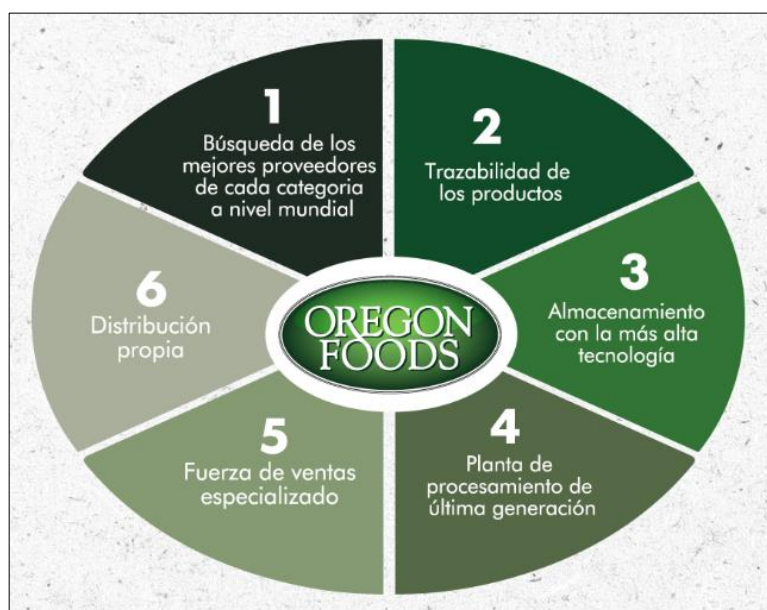 1
Búsqueda de los
mejores proveedores
de cada categoria
a nivel mundial
2
Trazabilidad de
los productos
3
Almacenamiento
con la más alta
tecnología
4
Planta de
procesamiento de
última generación
5
Fuerza de ventas
especializado
6
Distribución
propia
OREGON
FOODS